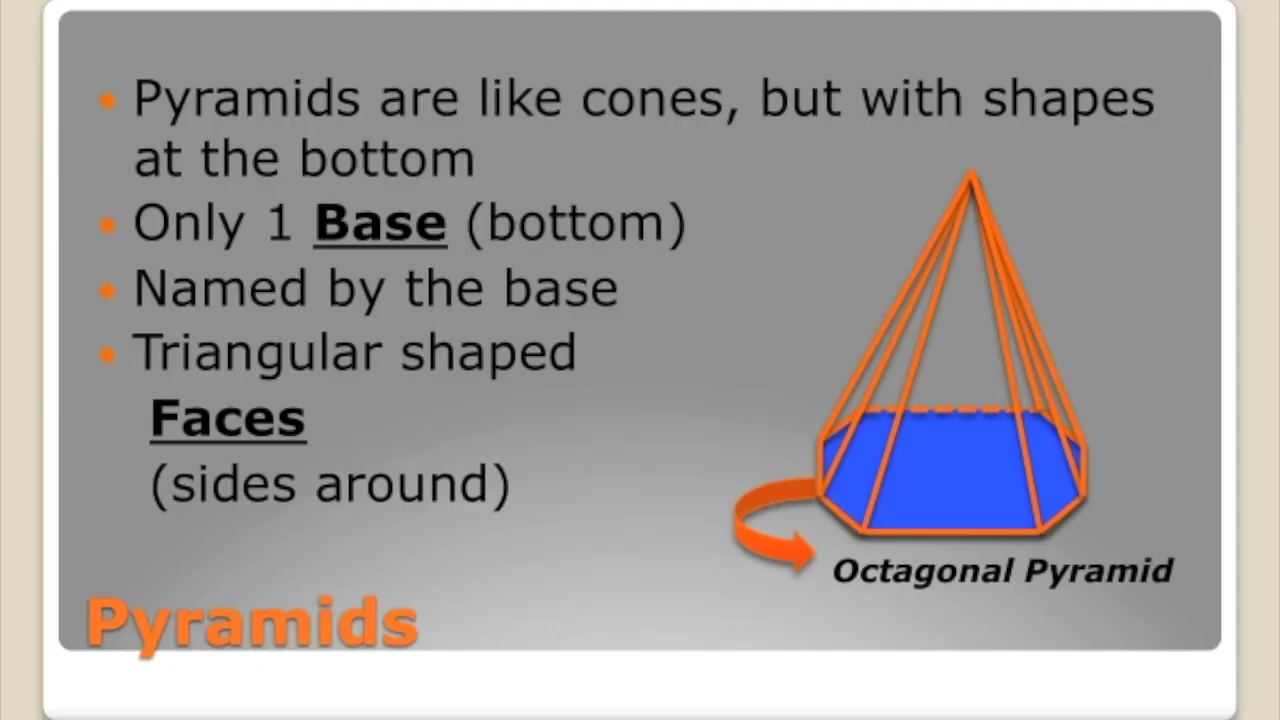 Pyramids are like cones, but with shapes
at the bottom
Only 1 Base (bottom)
Named by the base
Triangular shaped
Faces
(sides around)
Octagonal Pyramid
Pyramids